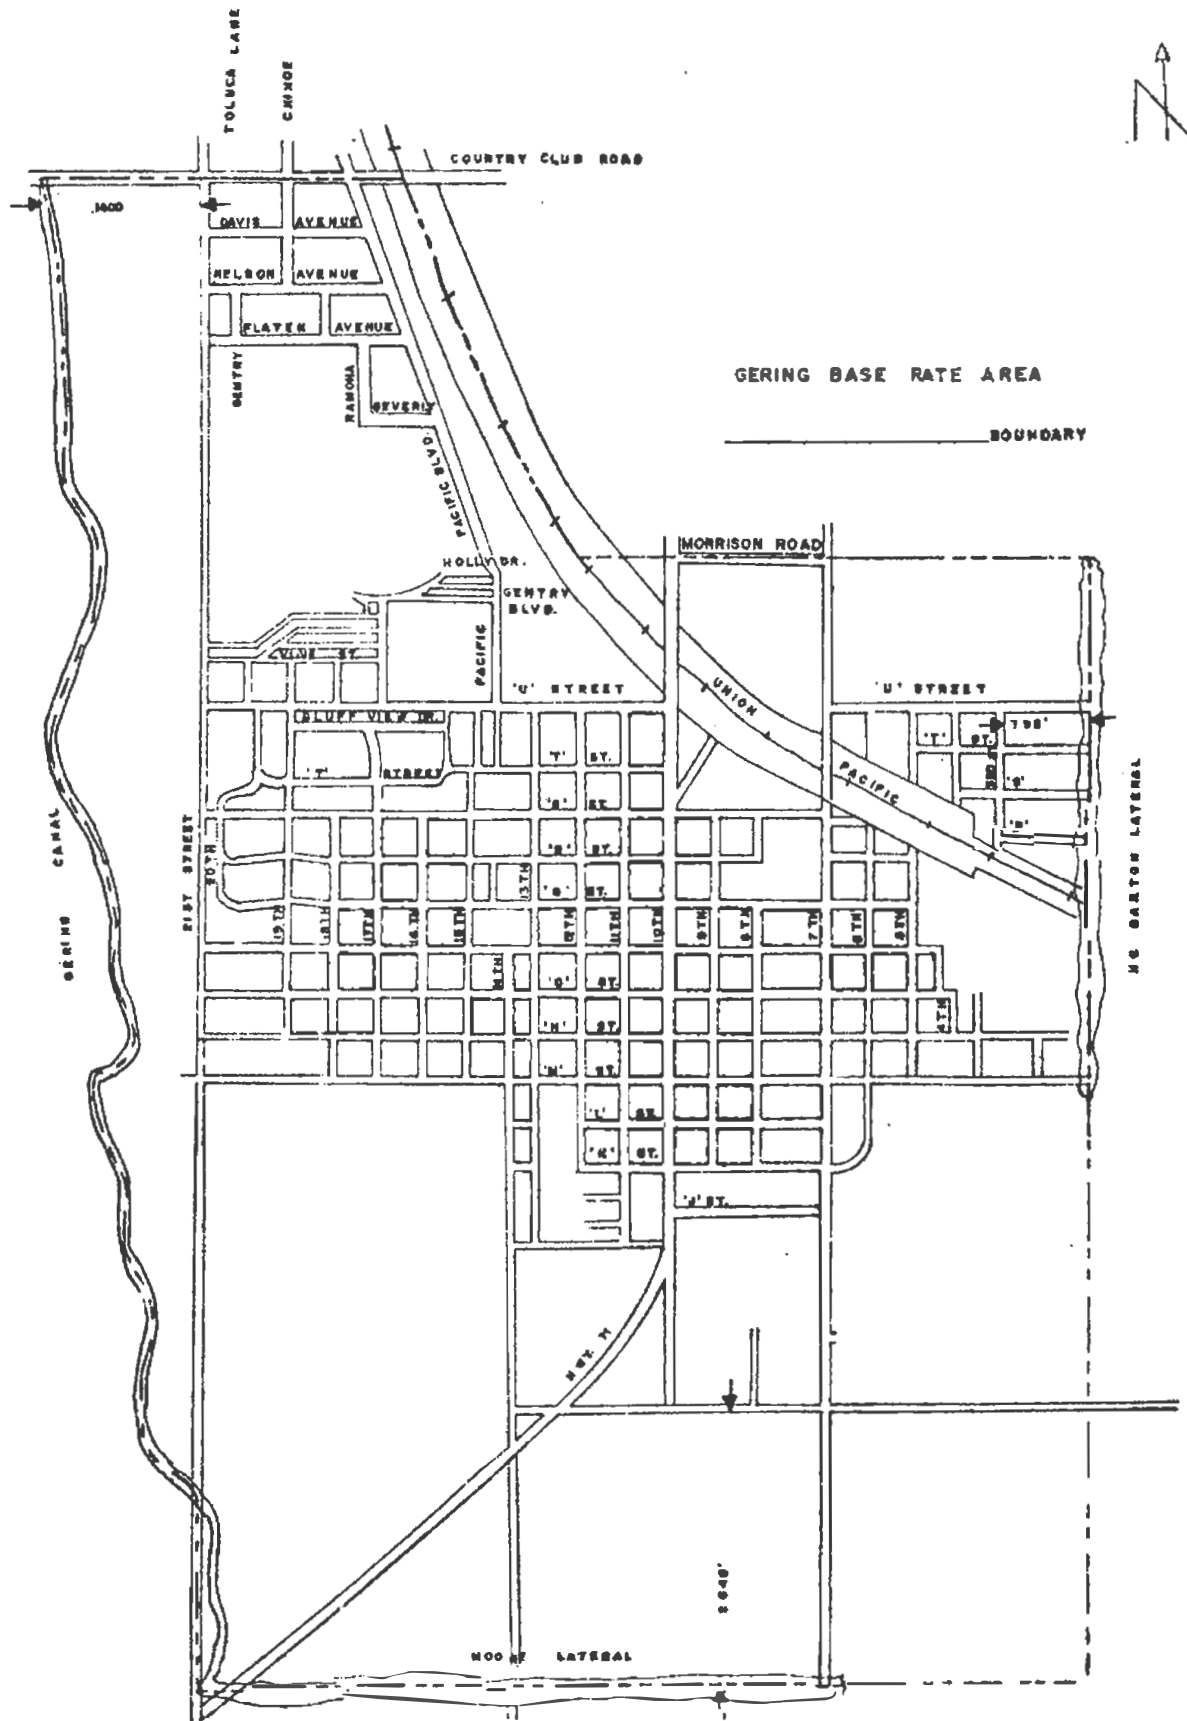 TOLUCA LANE
COUNTRY CLUB ROAD
1400
DAVIS AVENUE
NELSON AVENUE
FLATEN AVENUE
GENTRY
RAMONA
BEVERLY
PACIFIC BLVD.
GERING BASE RATE AREA
BOUNDARY
MORRISON ROAD
HOLLY DR.
GENTRY BLVD.
VINE ST.
PACIFIC
'U' STREET
UNION PACIFIC
'U' STREET
BLUFF VIEW DR.
'T' STREET
'T' ST.
'S' ST.
'R' ST.
'Q' ST.
'T' ST.
3RD ST.
798'
'S'
'R'
GERING CANAL
21ST STREET
20TH
19TH
18TH
17TH
16TH
15TH
14TH
13TH
12TH
11TH
10TH
9TH
8TH
7TH
6TH
5TH
4TH
'O' ST.
'N' ST.
'M' ST.
'L' ST.
'K' ST.
'J' ST.
HWY. 71
LATERAL